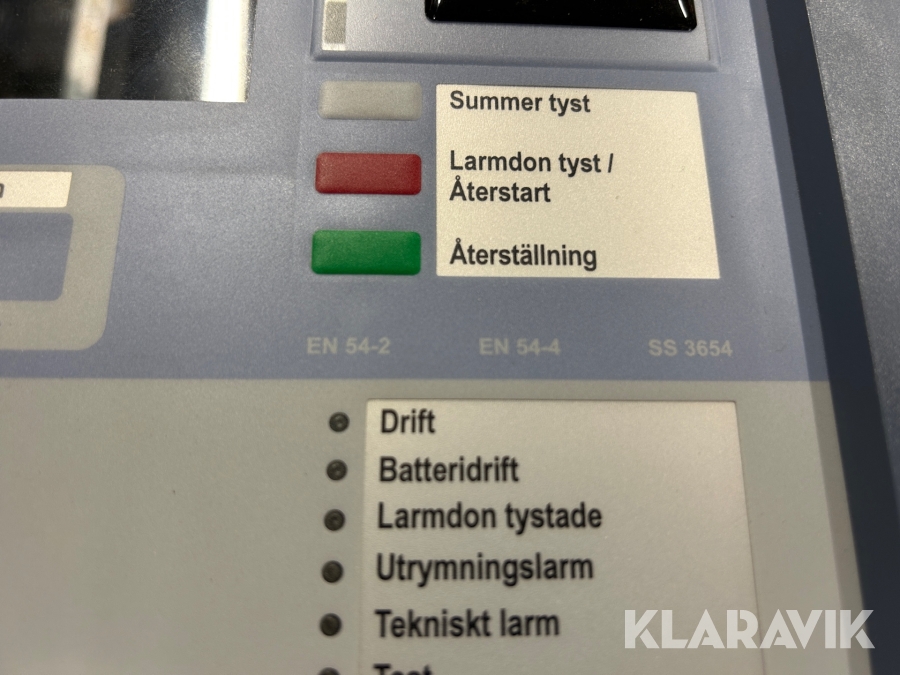 Summer tyst
Larmdon tyst /
Återstart
Återställning
EN 54-2 EN 54-4 SS 3654
Drift
Batteridrift
Larmdon tystade
Utrymningslarm
Tekniskt larm
KLARAVIK